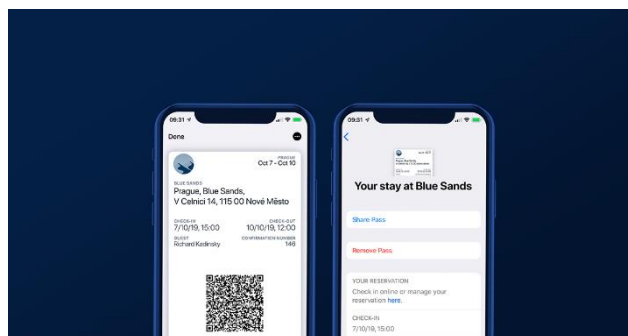 09:31
Done
PRAGUE
Oct 7 - Oct 10
BLUE SANDS
Prague, Blue Sands,
V Celnici 14, 115 00 Nové Město
CHECK-IN
7/10/19, 15:00
CHECK-OUT
10/10/19, 12:00
GUEST
Richard Kadinsky
CONFIRMATION NUMBER
146
09:31
Your stay at Blue Sands
Share Pass
Remove Pass
YOUR RESERVATION
Check in online or manage your
reservation here.
CHECK-IN
7/10/19, 15:00